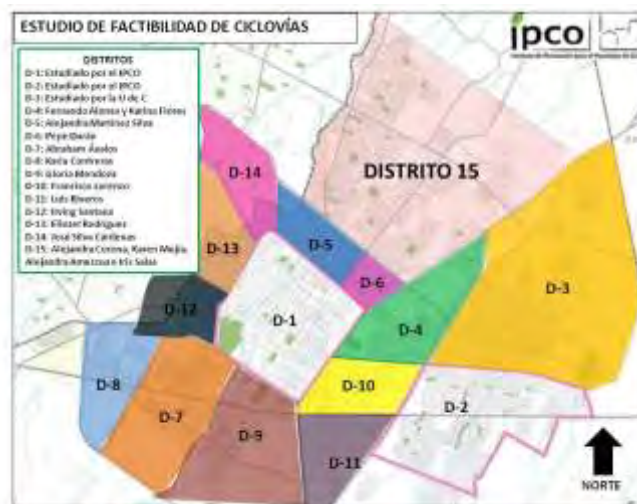 ESTUDIO DE FACTIBILIDAD DE CICLOVÍAS
ipco
DISTRITOS
D-1: Estudiado por el IPCO
D-2: Estudiado por el IPCO
D-3: Estudiado por la U de C
D-4: Fernando Alonso y Karina Flores
D-5: Alejandra Martínez Silva
D-6: Pepe Durán
D-7: Abraham Ávalos
D-8: Karla Contreras
D-9: Gloria Mendoza
D-10: Francisco
D-11: Luis Riveros
D-12: Irving Santana
D-13: Eliezer Rodríguez
D-14: José Silva Cárdenas
D-15: Alejandra Corona, Karen Mejía,
Alejandra Amezcua e Iris Salas
D-14
DISTRITO 15
D-13
D-5
D-6
D-3
D-12
D-1
D-4
D-8
D-10
D-7
D-2
D-9
D-11
NORTE